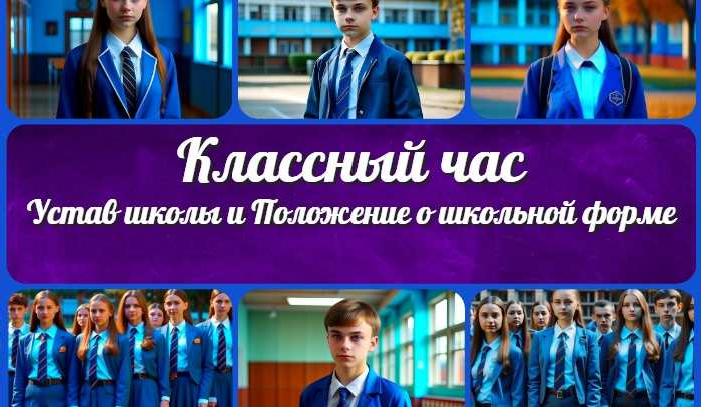 Классный час
Устав школы и Положение о школьной форме